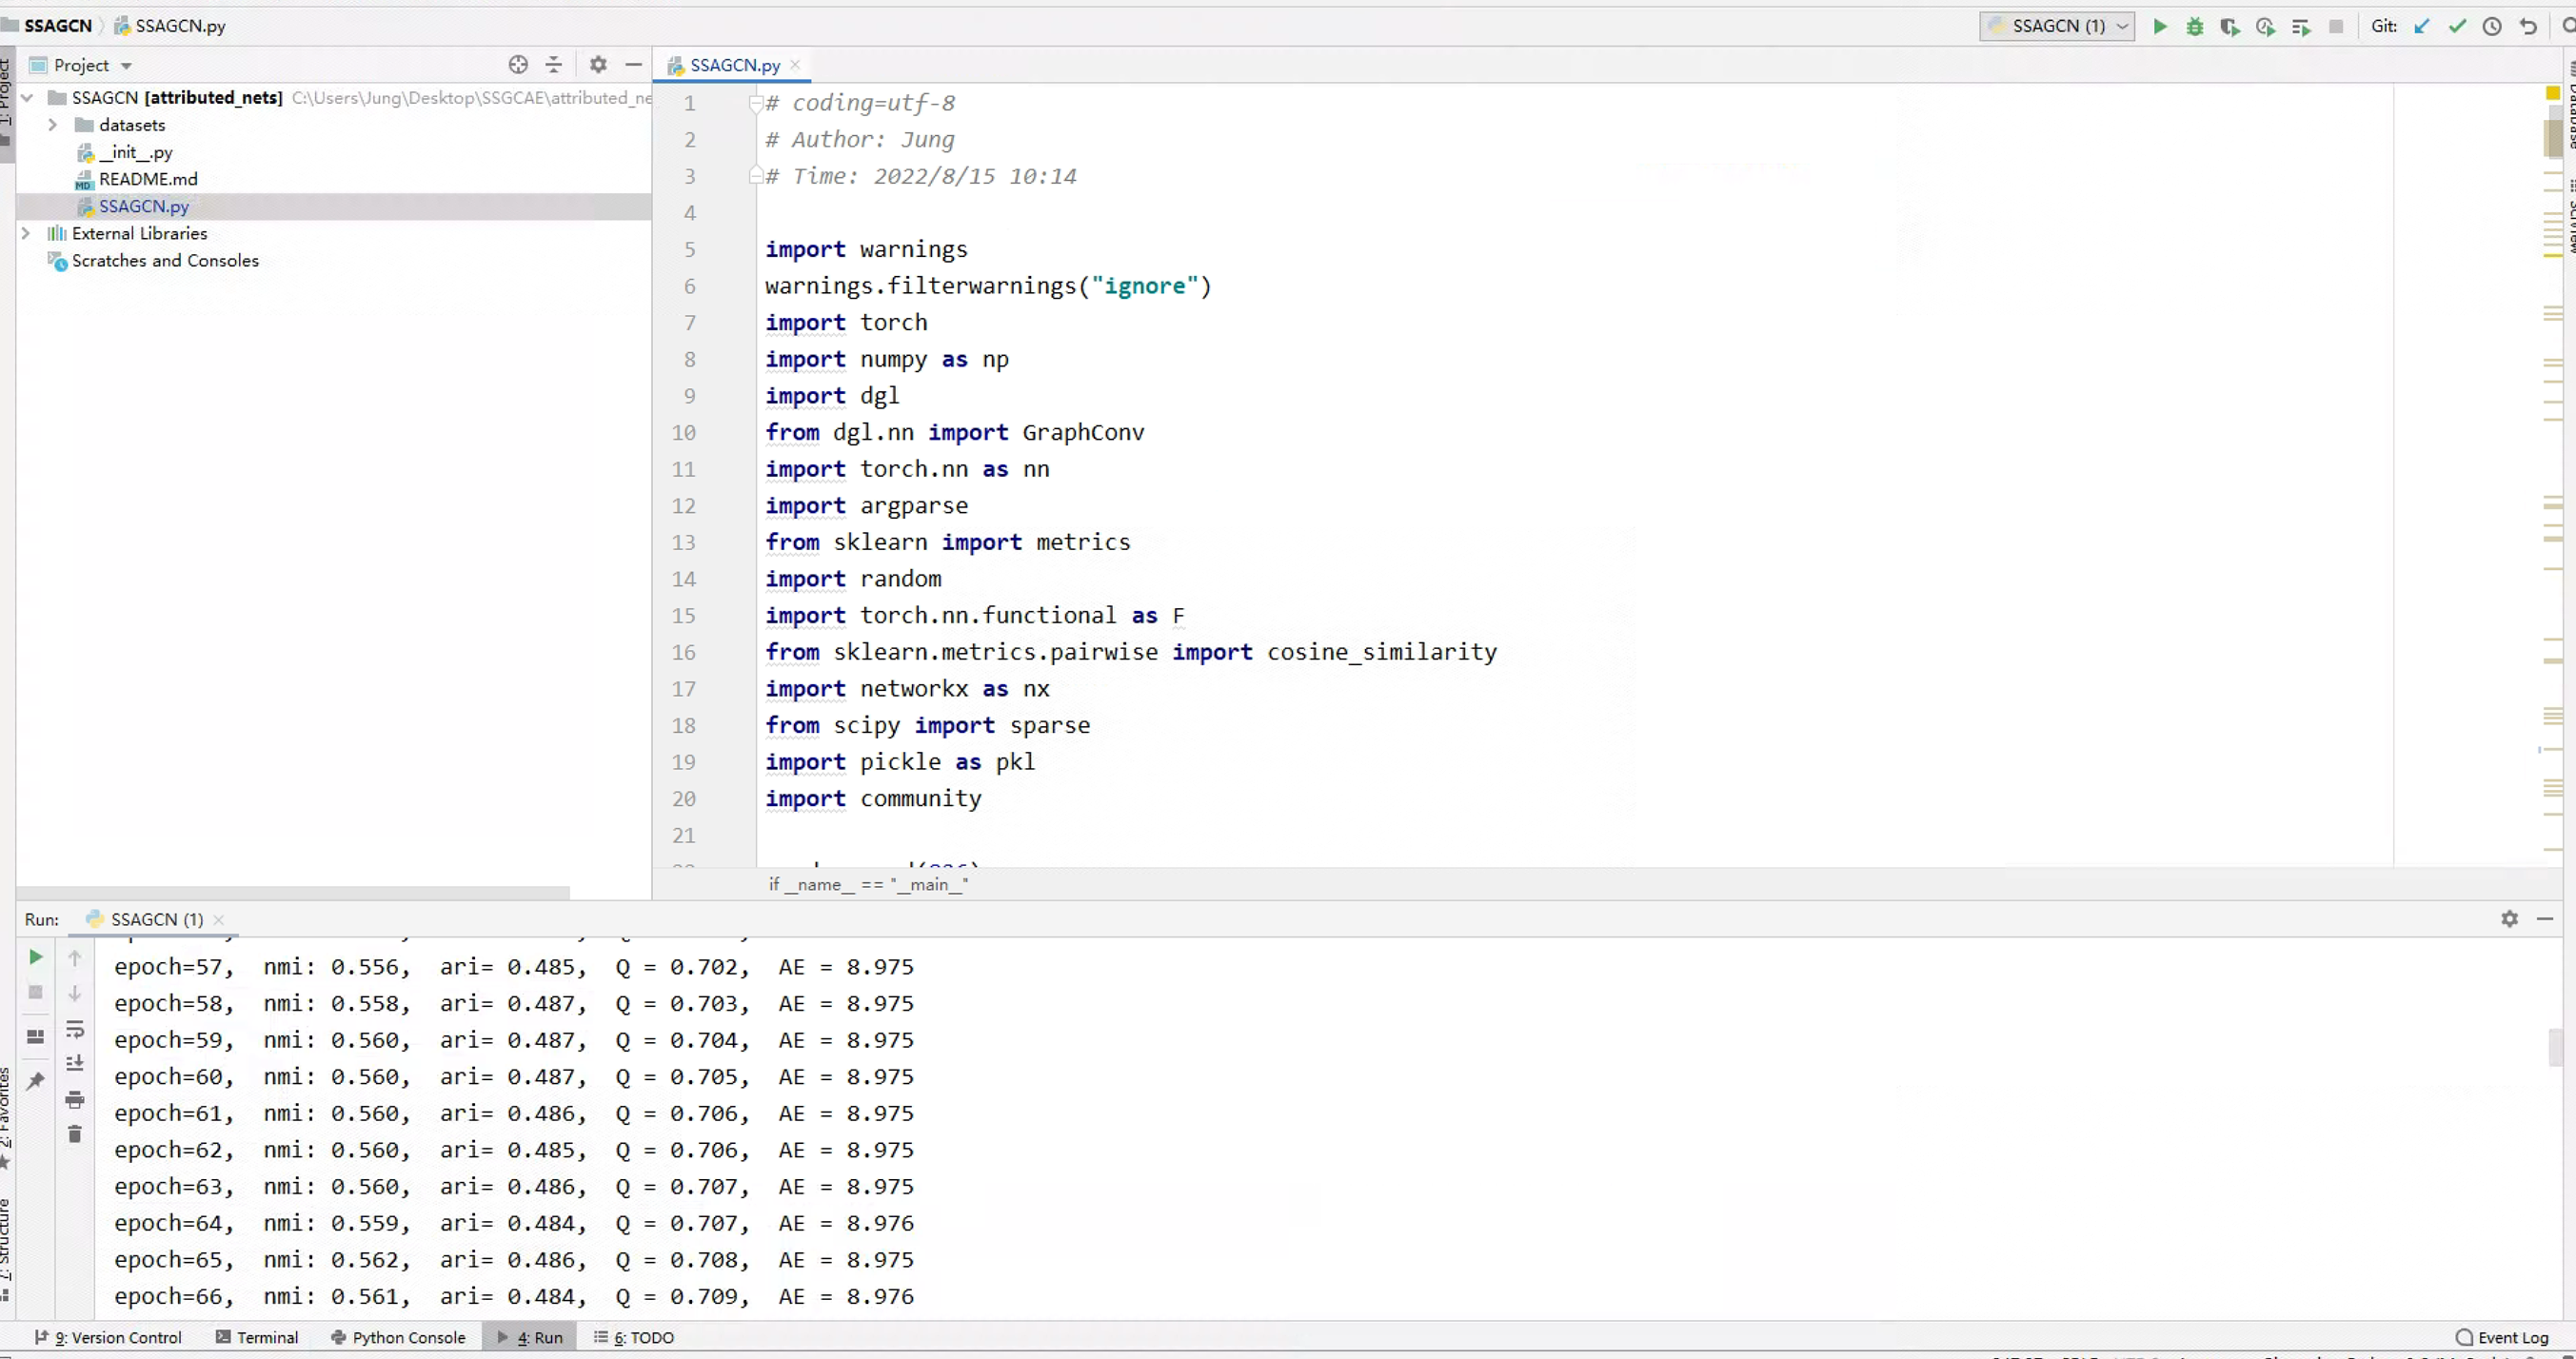 SSAGCN SSAGCN.py SSAGCN (1) Git:
Project SSAGCN.py
1: Project
SSAGCN [attributed_nets] C:\Users\Jung\Desktop\SSGCAE\attributed_ne
datasets
__init__.py
README.md
SSAGCN.py
External Libraries
Scratches and Consoles
1 # coding=utf-8
2 # Author: Jung
3 # Time: 2022/8/15 10:14
4
5 import warnings
6 warnings.filterwarnings("ignore")
7 import torch
8 import numpy as np
9 import dgl
10 from dgl.nn import GraphConv
11 import torch.nn as nn
12 import argparse
13 from sklearn import metrics
14 import random
15 import torch.nn.functional as F
16 from sklearn.metrics.pairwise import cosine_similarity
17 import networkx as nx
18 from scipy import sparse
19 import pickle as pkl
20 import community
21
if __name__ == "__main__"
Database
SciView
Run: SSAGCN (1)
epoch=57, nmi: 0.556, ari= 0.485, Q = 0.702, AE = 8.975
epoch=58, nmi: 0.558, ari= 0.487, Q = 0.703, AE = 8.975
epoch=59, nmi: 0.560, ari= 0.487, Q = 0.704, AE = 8.975
epoch=60, nmi: 0.560, ari= 0.487, Q = 0.705, AE = 8.975
epoch=61, nmi: 0.560, ari= 0.486, Q = 0.706, AE = 8.975
epoch=62, nmi: 0.560, ari= 0.485, Q = 0.706, AE = 8.975
epoch=63, nmi: 0.560, ari= 0.486, Q = 0.707, AE = 8.975
epoch=64, nmi: 0.559, ari= 0.484, Q = 0.707, AE = 8.976
epoch=65, nmi: 0.562, ari= 0.486, Q = 0.708, AE = 8.975
epoch=66, nmi: 0.561, ari= 0.484, Q = 0.709, AE = 8.976
2: Favorites
7: Structure
9: Version Control Terminal Python Console 4: Run 6: TODO Event Log